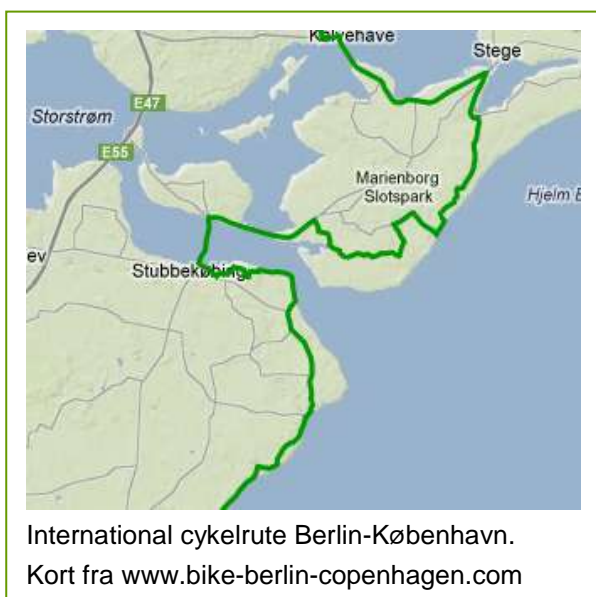 Kalvehave
Stege
E47
Storstrøm
E55
Marienborg
Slotspark
Hjelm B
ev
Stubbekøbing
International cykelrute Berlin-København.
Kort fra www.bike-berlin-copenhagen.com